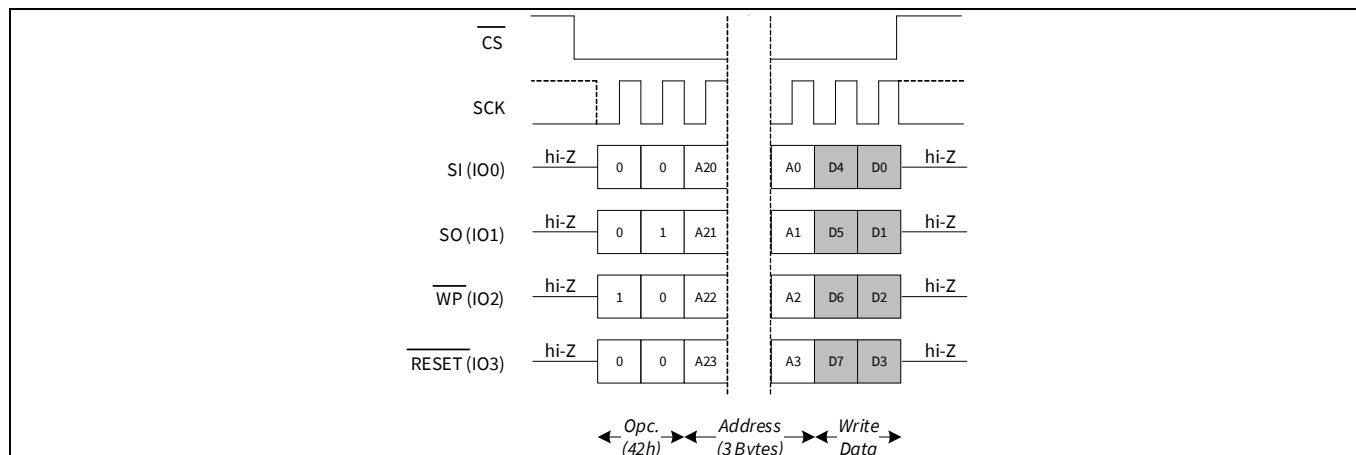 CS
SCK
SI (IO0) hi-Z 0 0 A20 A0 D4 D0 hi-Z
SO (IO1) hi-Z 0 1 A21 A1 D5 D1 hi-Z
WP (IO2) hi-Z 1 0 A22 A2 D6 D2 hi-Z
RESET (IO3) hi-Z 0 0 A23 A3 D7 D3 hi-Z
Opc. Address Write
(42h) (3 Bytes) Data